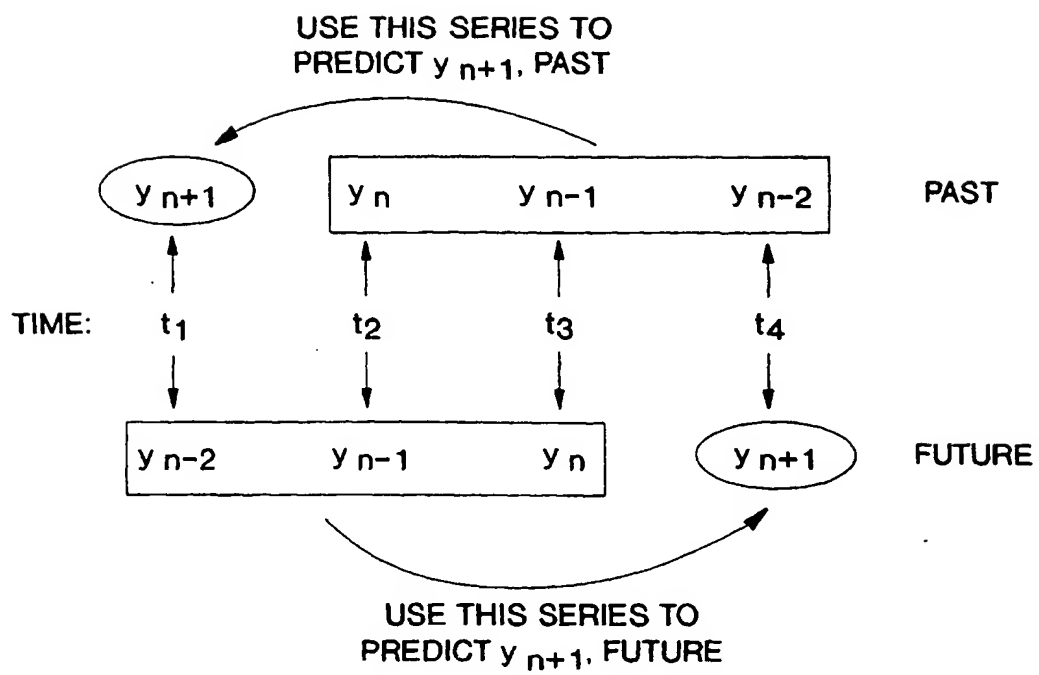 USE THIS SERIES TO
PREDICT y n+1, PAST
y n+1 y n y n-1 y n-2 PAST
TIME: t1 t2 t3 t4
y n-2 y n-1 y n y n+1 FUTURE
USE THIS SERIES TO
PREDICT y n+1, FUTURE